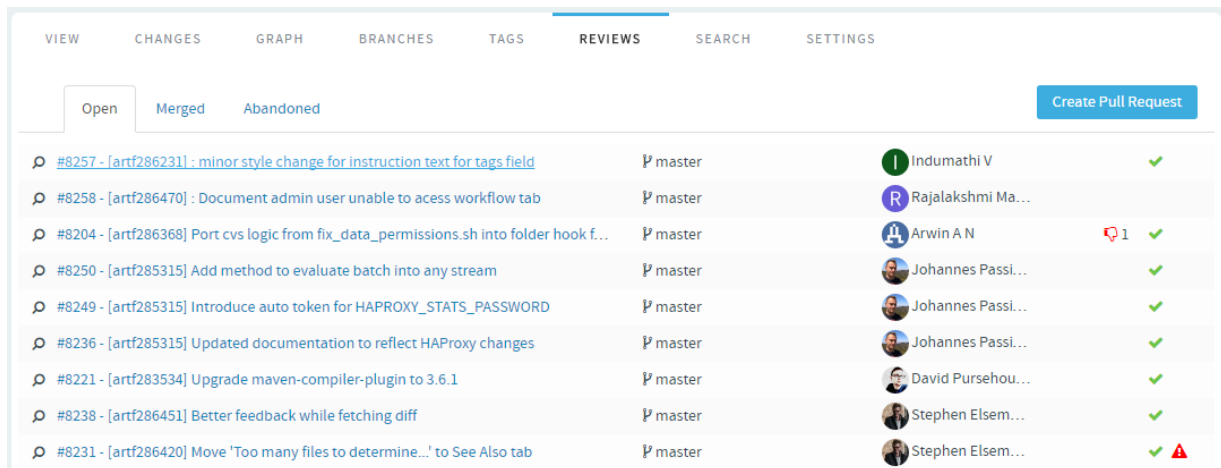 VIEW CHANGES GRAPH BRANCHES TAGS REVIEWS SEARCH SETTINGS
Open Merged Abandoned Create Pull Request
#8257 - [artf286231] : minor style change for instruction text for tags field master I Indumathi V
#8258 - [artf286470] : Document admin user unable to acess workflow tab master R Rajalakshmi Ma...
#8204 - [artf286368] Port cvs logic from fix_data_permissions.sh into folder hook f... master Arwin A N 1
#8250 - [artf285315] Add method to evaluate batch into any stream master Johannes Passi...
#8249 - [artf285315] Introduce auto token for HAPROXY_STATS_PASSWORD master Johannes Passi...
#8236 - [artf285315] Updated documentation to reflect HAProxy changes master Johannes Passi...
#8221 - [artf283534] Upgrade maven-compiler-plugin to 3.6.1 master David Pursehou...
#8238 - [artf286451] Better feedback while fetching diff master Stephen Elsem...
#8231 - [artf286420] Move 'Too many files to determine...' to See Also tab master Stephen Elsem...